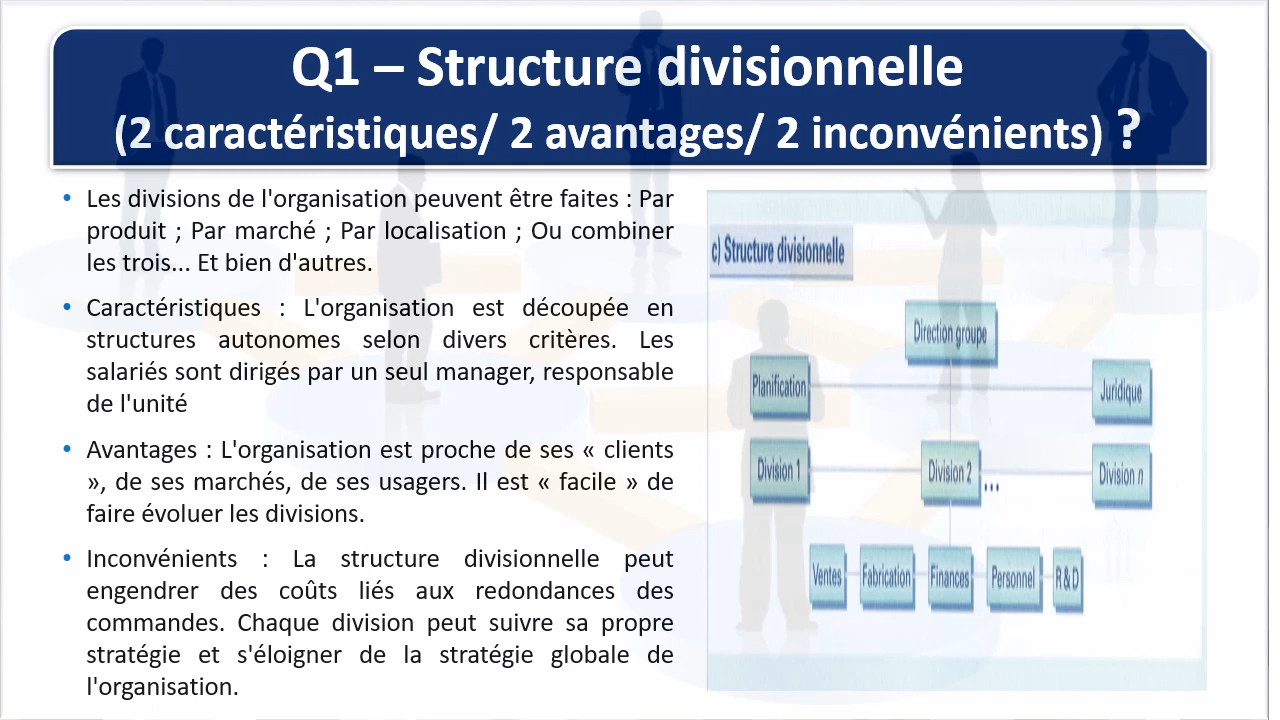 Q1 – Structure divisionnelle
(2 caractéristiques/ 2 avantages/ 2 inconvénients) ?
• Les divisions de l'organisation peuvent être faites : Par
produit ; Par marché ; Par localisation ; Ou combiner
les trois... Et bien d'autres.
• Caractéristiques : L'organisation est découpée en
structures autonomes selon divers critères. Les
salariés sont dirigés par un seul manager, responsable
de l'unité
• Avantages : L'organisation est proche de ses « clients
», de ses marchés, de ses usagers. Il est « facile » de
faire évoluer les divisions.
• Inconvénients : La structure divisionnelle peut
engendrer des coûts liés aux redondances des
commandes. Chaque division peut suivre sa propre
stratégie et s'éloigner de la stratégie globale de
l'organisation.
c) Structure divisionnelle
Direction groupe
Planification Juridique
Division 1 Division 2 ... Division n
Ventes Fabrication Finances Personnel R & D